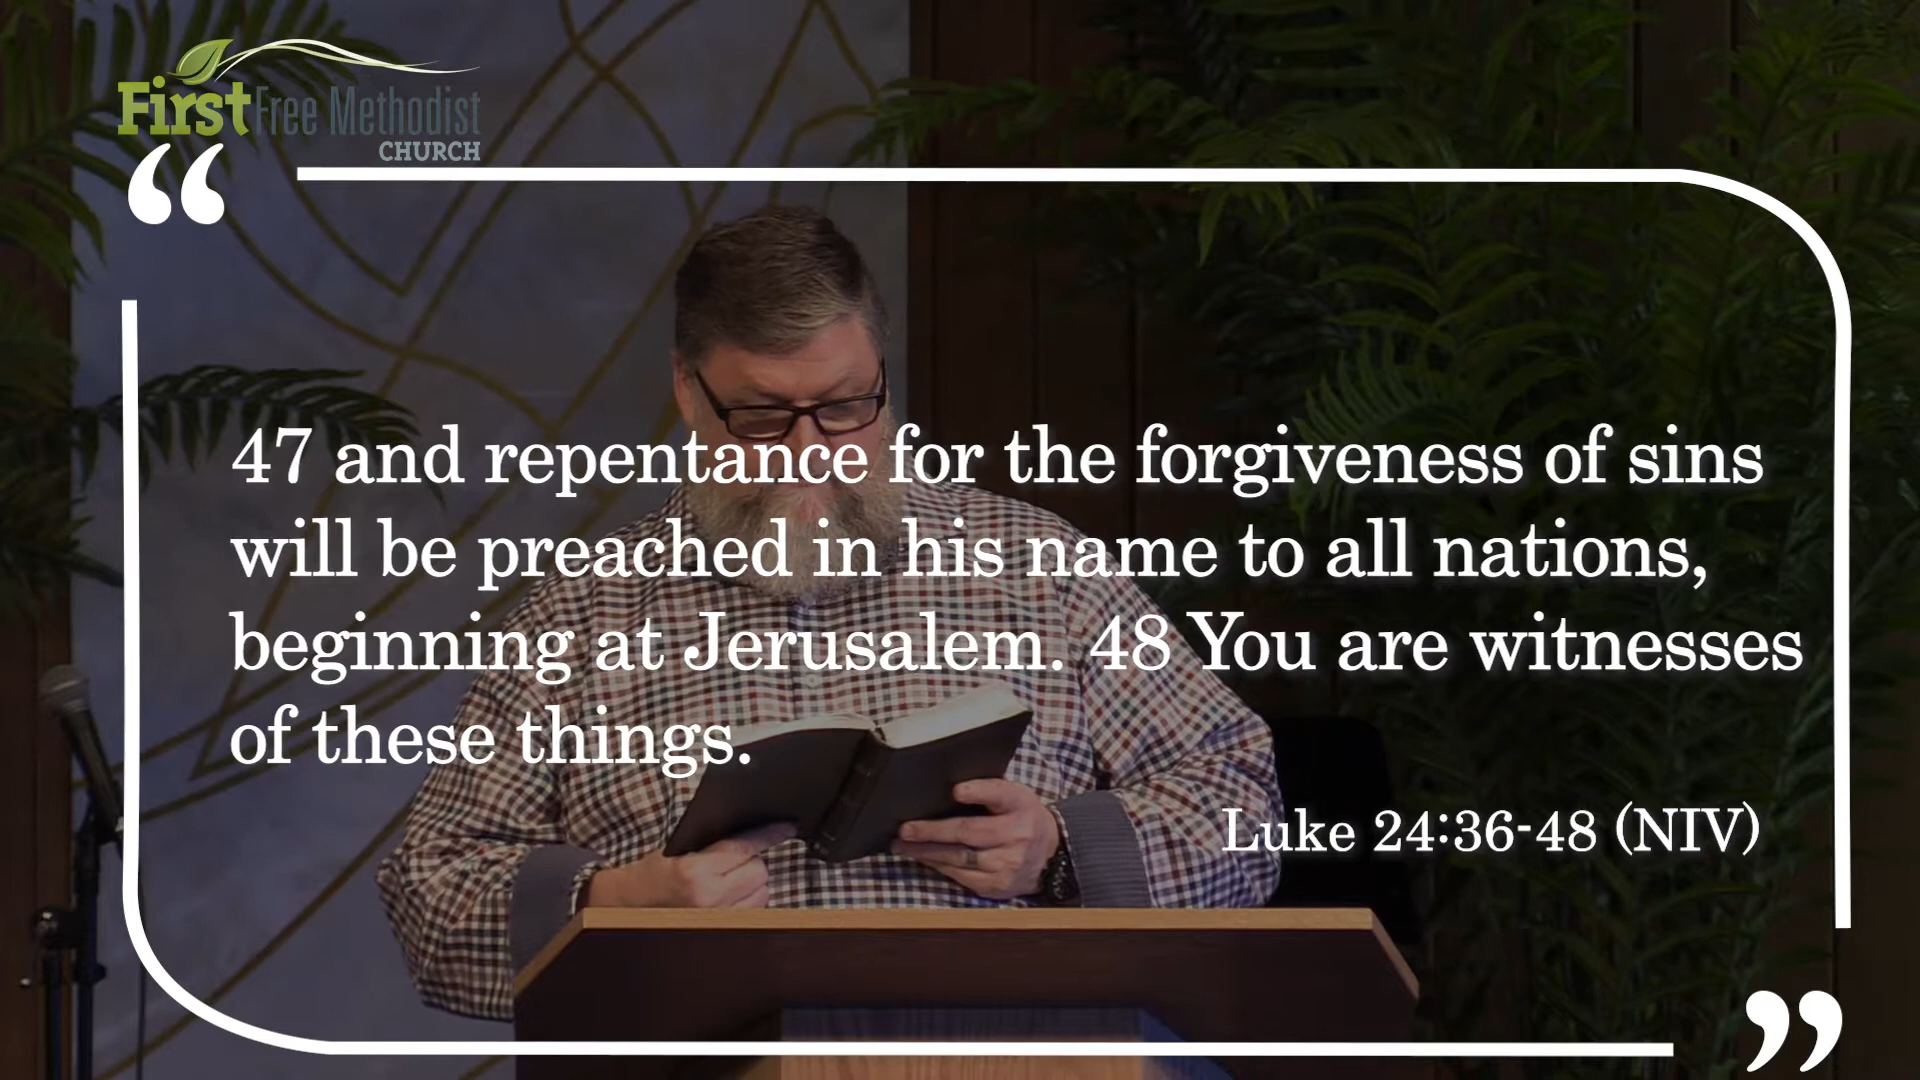 First Free Methodist
CHURCH
“
47 and repentance for the forgiveness of sins
will be preached in his name to all nations,
beginning at Jerusalem. 48 You are witnesses
of these things.
Luke 24:36-48 (NIV)
”